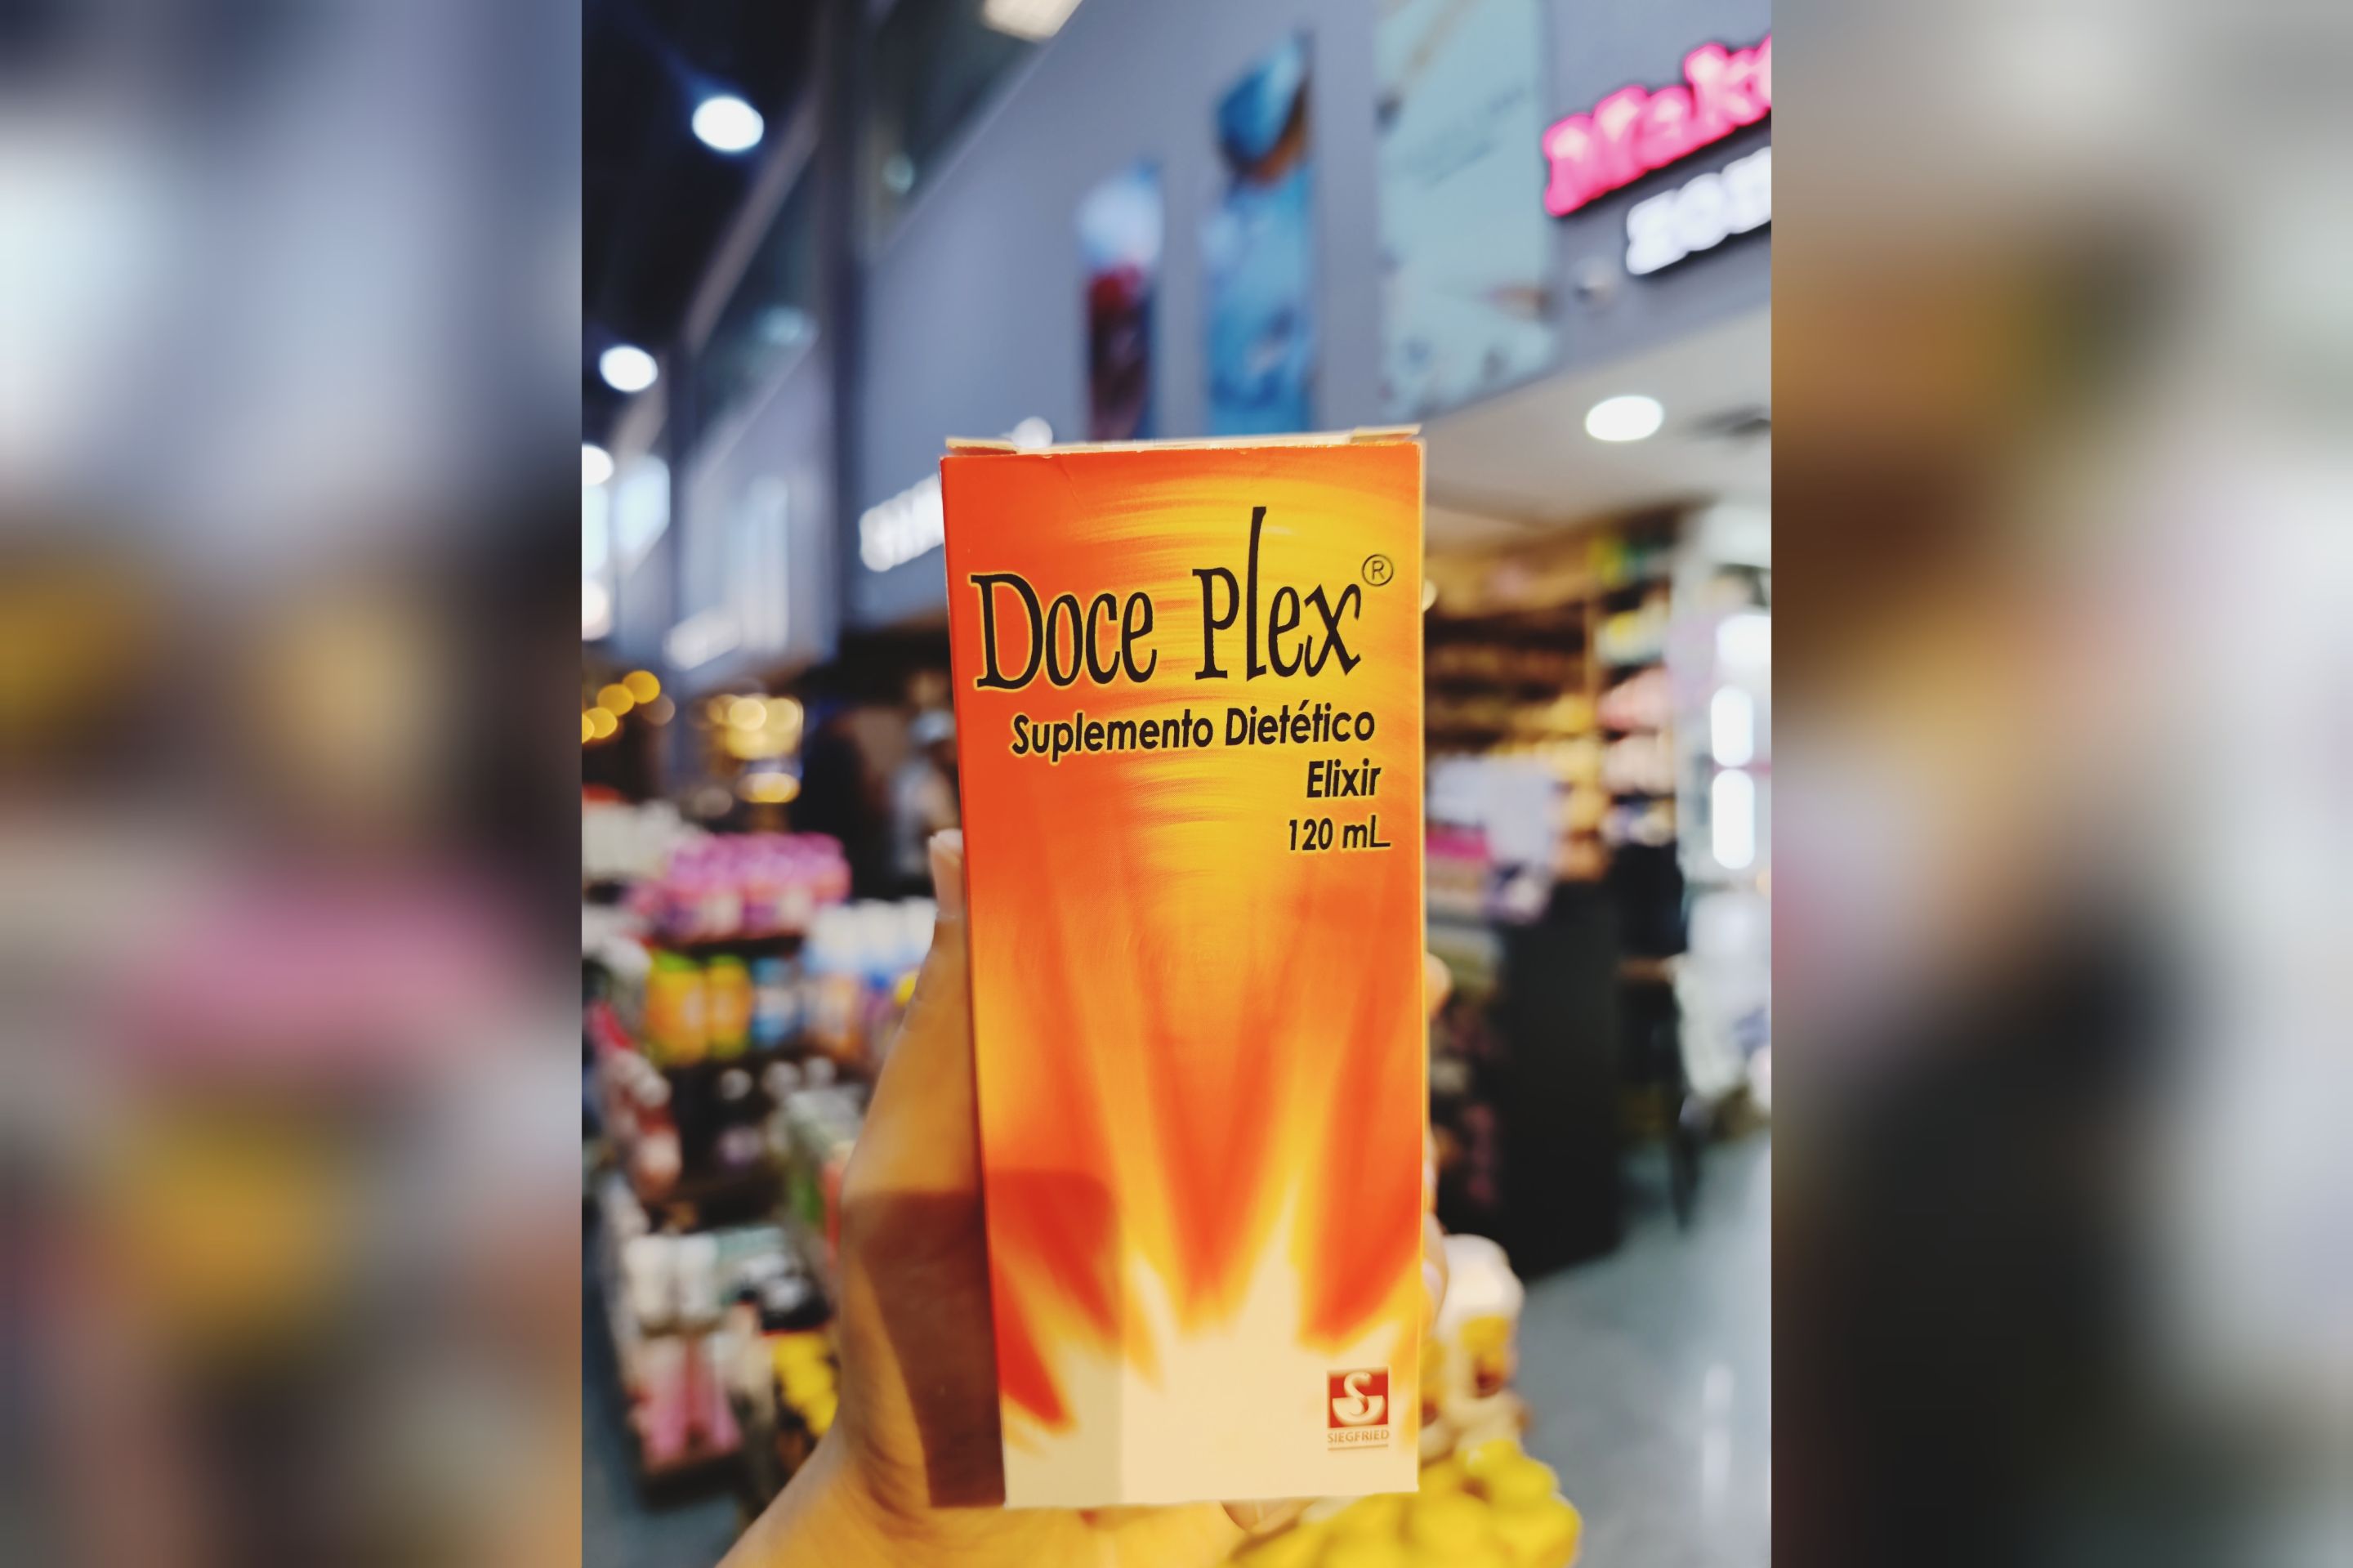 Doce Plex®
Suplemento Dietético
Elixir
120 mL
SIEGFRIED